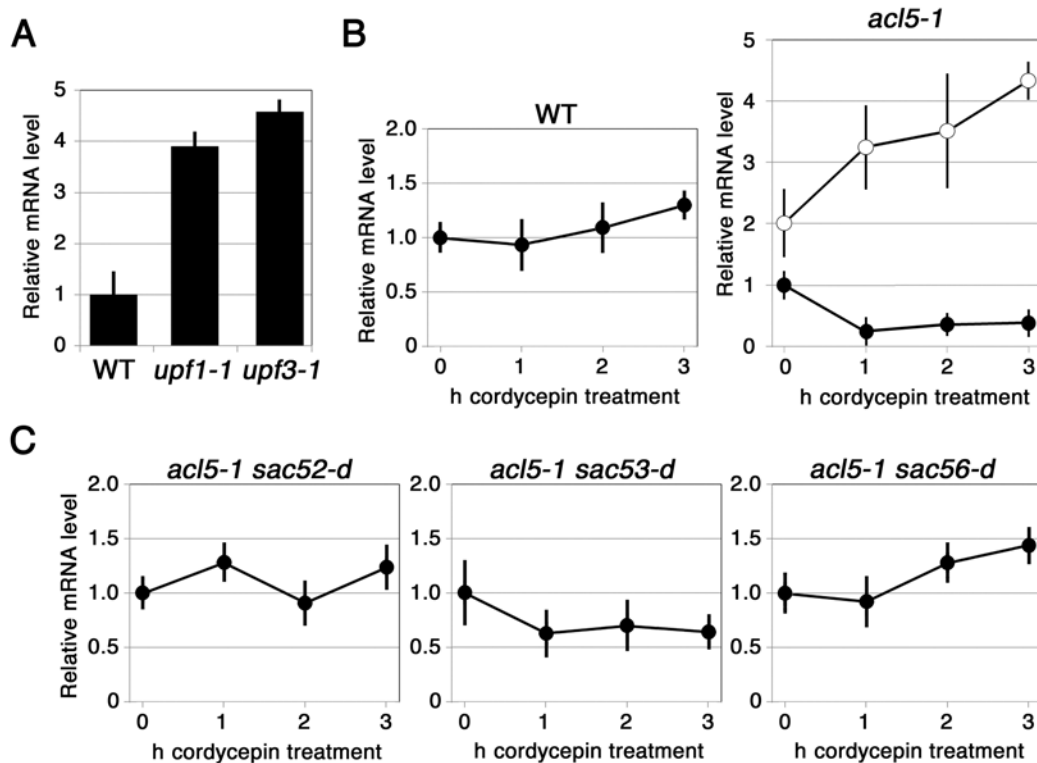 A
Relative mRNA level
5
4
3
2
1
0
WT upf1-1 upf3-1
B
WT
Relative mRNA level
2.0
1.5
1.0
0.5
0
0 1 2 3
h cordycepin treatment
acl5-1
Relative mRNA level
5
4
3
2
1
0
0 1 2 3
h cordycepin treatment
C
acl5-1 sac52-d
Relative mRNA level
2.0
1.5
1.0
0.5
0
0 1 2 3
h cordycepin treatment
acl5-1 sac53-d
2.0
1.5
1.0
0.5
0
0 1 2 3
h cordycepin treatment
acl5-1 sac56-d
2.0
1.5
1.0
0.5
0
0 1 2 3
h cordycepin treatment